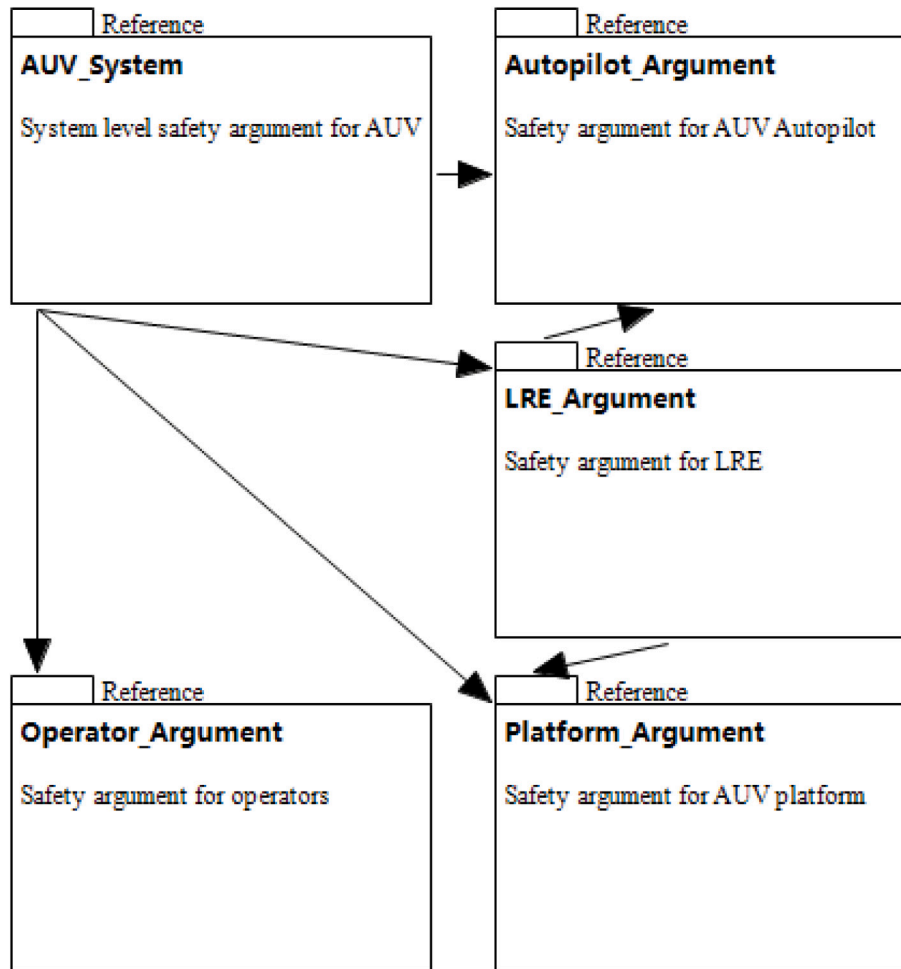 Reference
AUV_System
System level safety argument for AUV
Reference
Autopilot_Argument
Safety argument for AUV Autopilot
Reference
LRE_Argument
Safety argument for LRE
Reference
Operator_Argument
Safety argument for operators
Reference
Platform_Argument
Safety argument for AUV platform